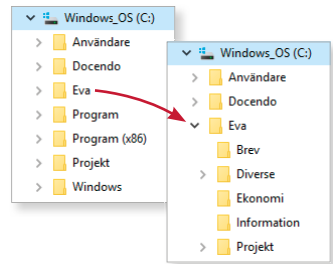 Windows_OS (C:)
Användare
Docendo
Eva
Program
Program (x86)
Projekt
Windows
Windows_OS (C:)
Användare
Docendo
Eva
Brev
Diverse
Ekonomi
Information
Projekt